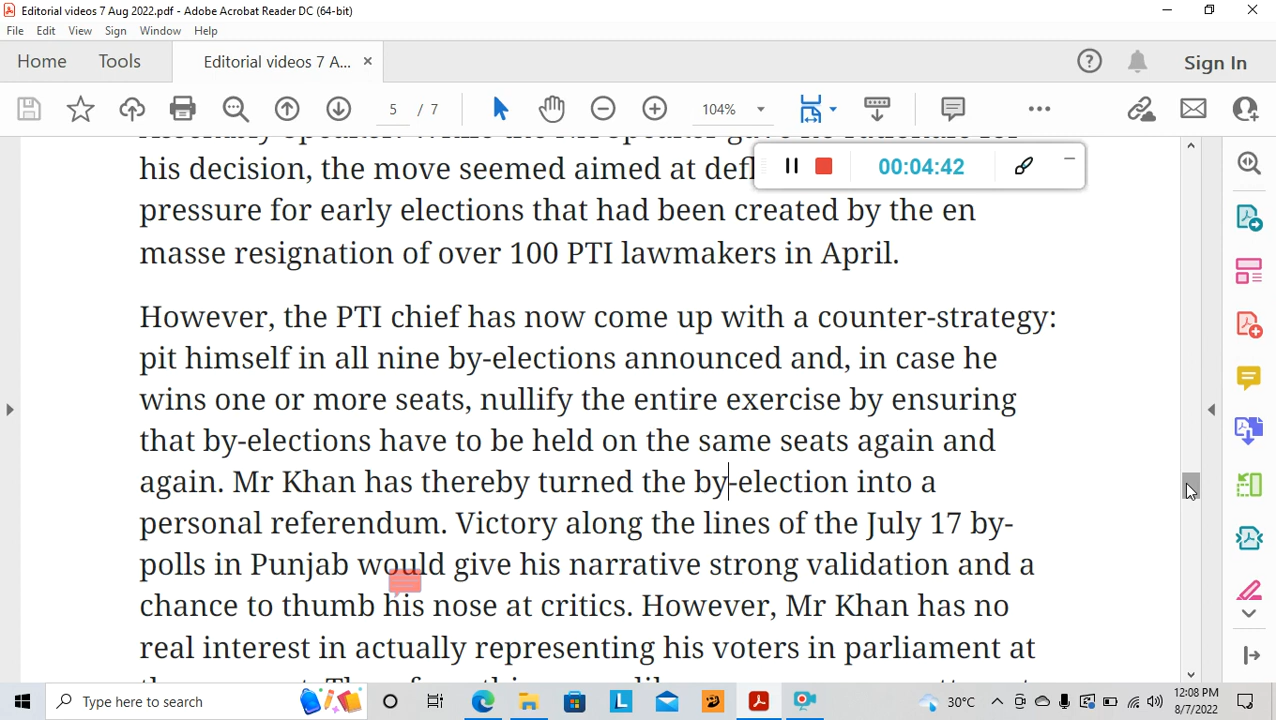 Editorial videos 7 Aug 2022.pdf - Adobe Acrobat Reader DC (64-bit)
File Edit View Sign Window Help
Home Tools Editorial videos 7 A... × Sign In
5 / 7 104%
his decision, the move seemed aimed at
00:04:42
pressure for early elections that had been created by the en
masse resignation of over 100 PTI lawmakers in April.
However, the PTI chief has now come up with a counter-strategy:
pit himself in all nine by-elections announced and, in case he
wins one or more seats, nullify the entire exercise by ensuring
that by-elections have to be held on the same seats again and
again. Mr Khan has thereby turned the by-election into a
personal referendum. Victory along the lines of the July 17 by-
polls in Punjab would give his narrative strong validation and a
chance to thumb his nose at critics. However, Mr Khan has no
real interest in actually representing his voters in parliament at
Type here to search
30°C
12:08 PM
8/7/2022